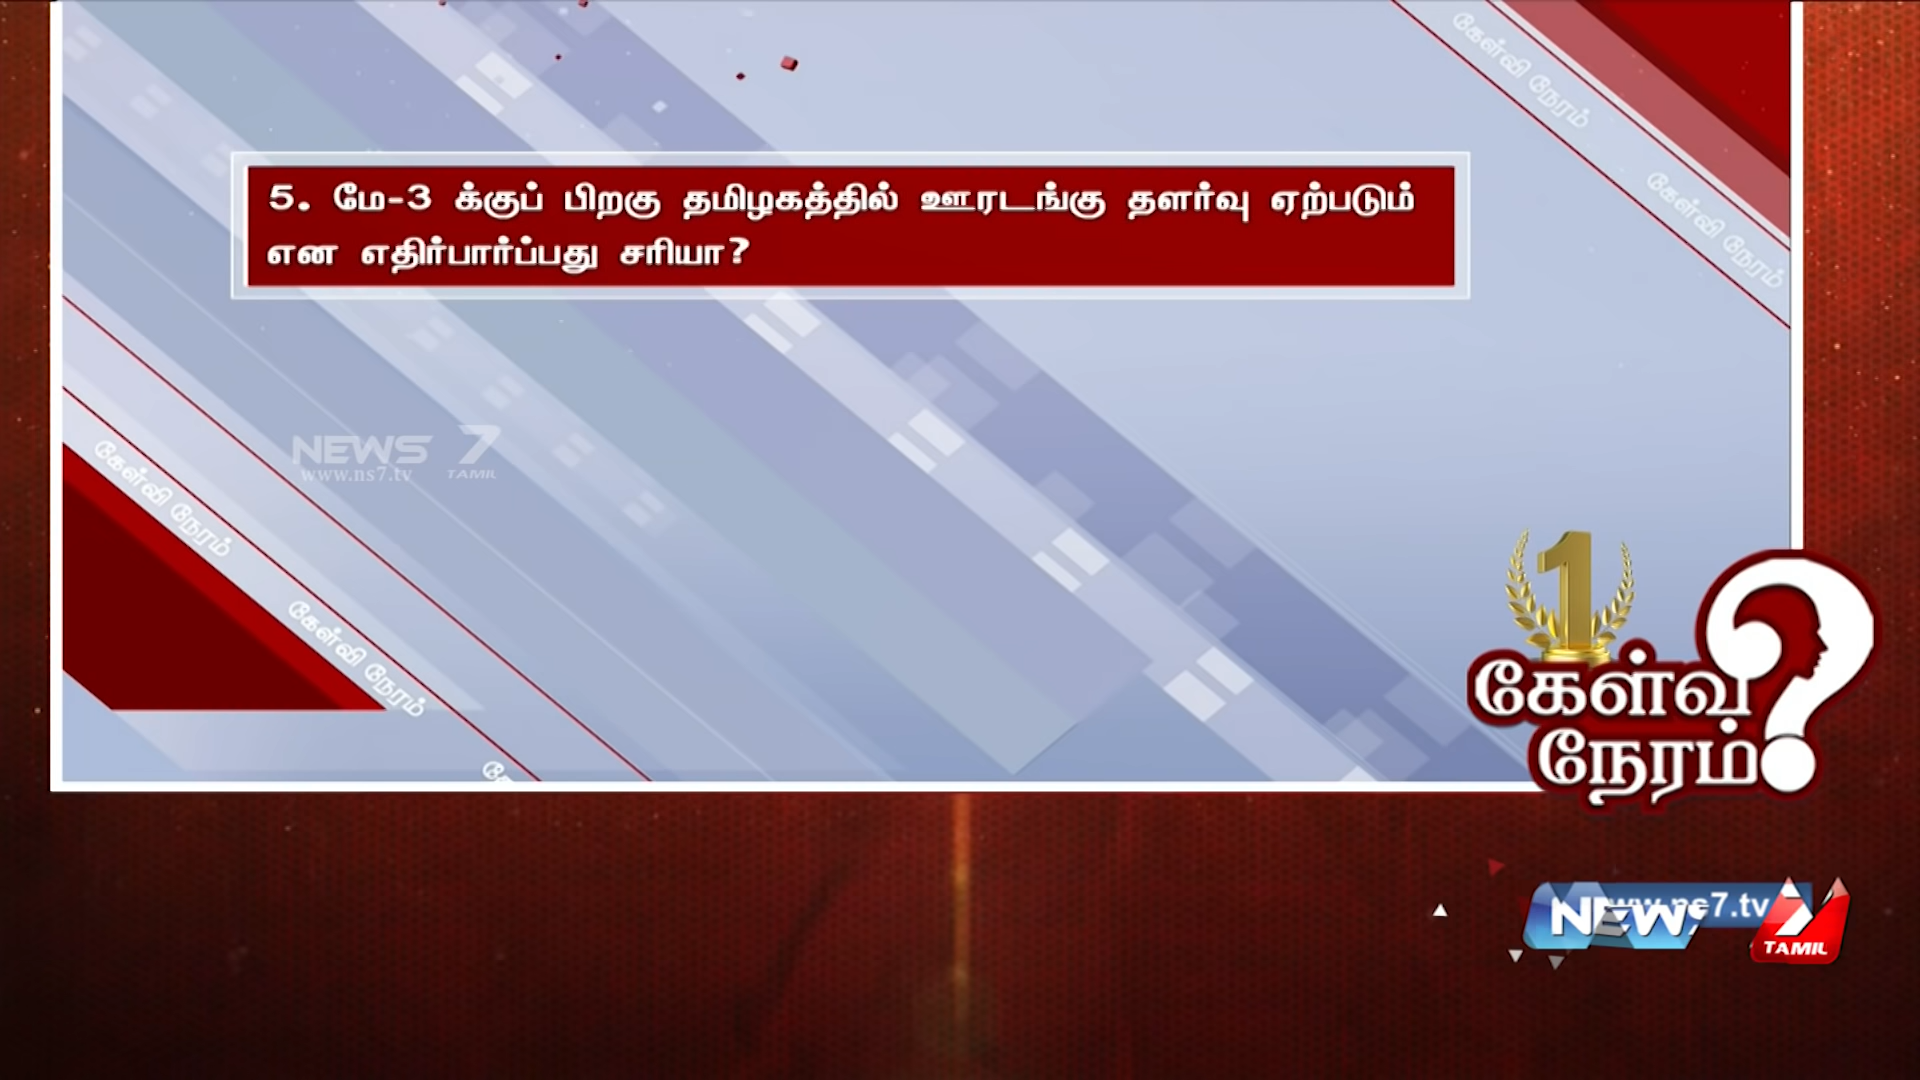 கேள்வி நேரம்
கேள்வி நேரம்
5. மே-3 க்குப் பிறகு தமிழகத்தில் ஊரடங்கு தளர்வு ஏற்படும்
என எதிர்பார்ப்பது சரியா?
NEWS 7
www.ns7.tv TAMIL
கேள்வி நேரம்
கேள்வி நேரம்
கே
1
கேள்வி
நேரம்
?
www.ns7.tv
NEWS 7
TAMIL